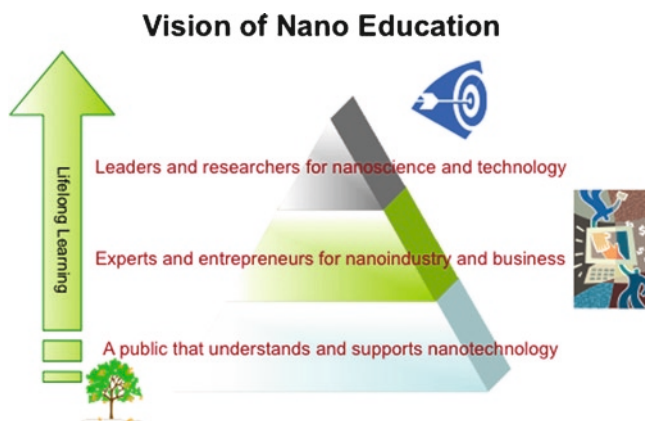 Vision of Nano Education
Lifelong Learning
Leaders and researchers for nanoscience and technology
Experts and entrepreneurs for nanoindustry and business
A public that understands and supports nanotechnology